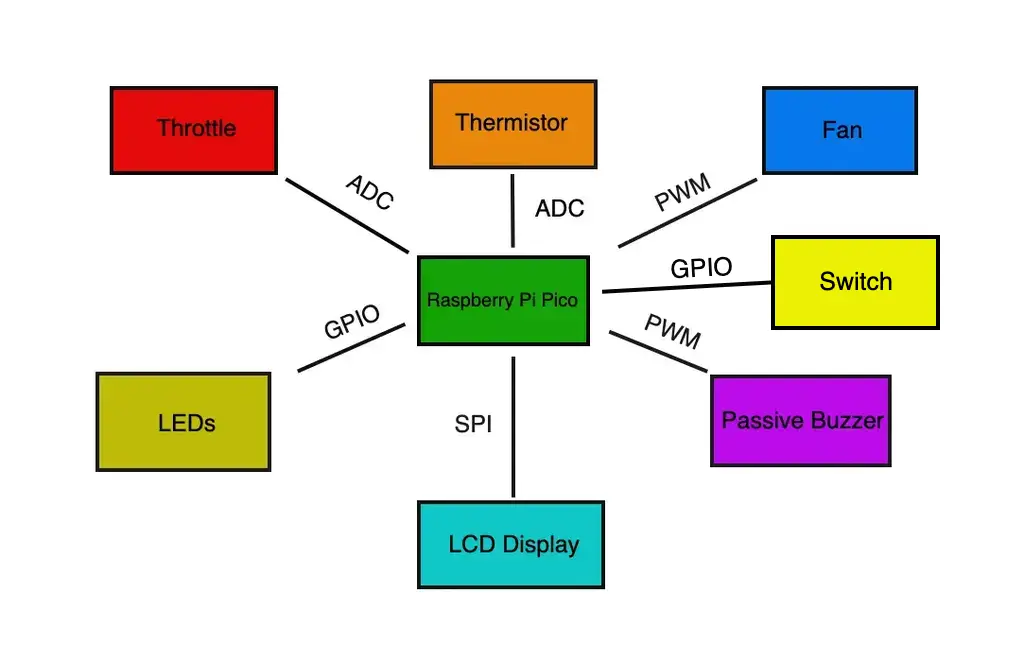 Throttle
Thermistor
Fan
ADC
ADC
PWM
Raspberry Pi Pico
GPIO
Switch
GPIO
PWM
LEDs
SPI
Passive Buzzer
LCD Display